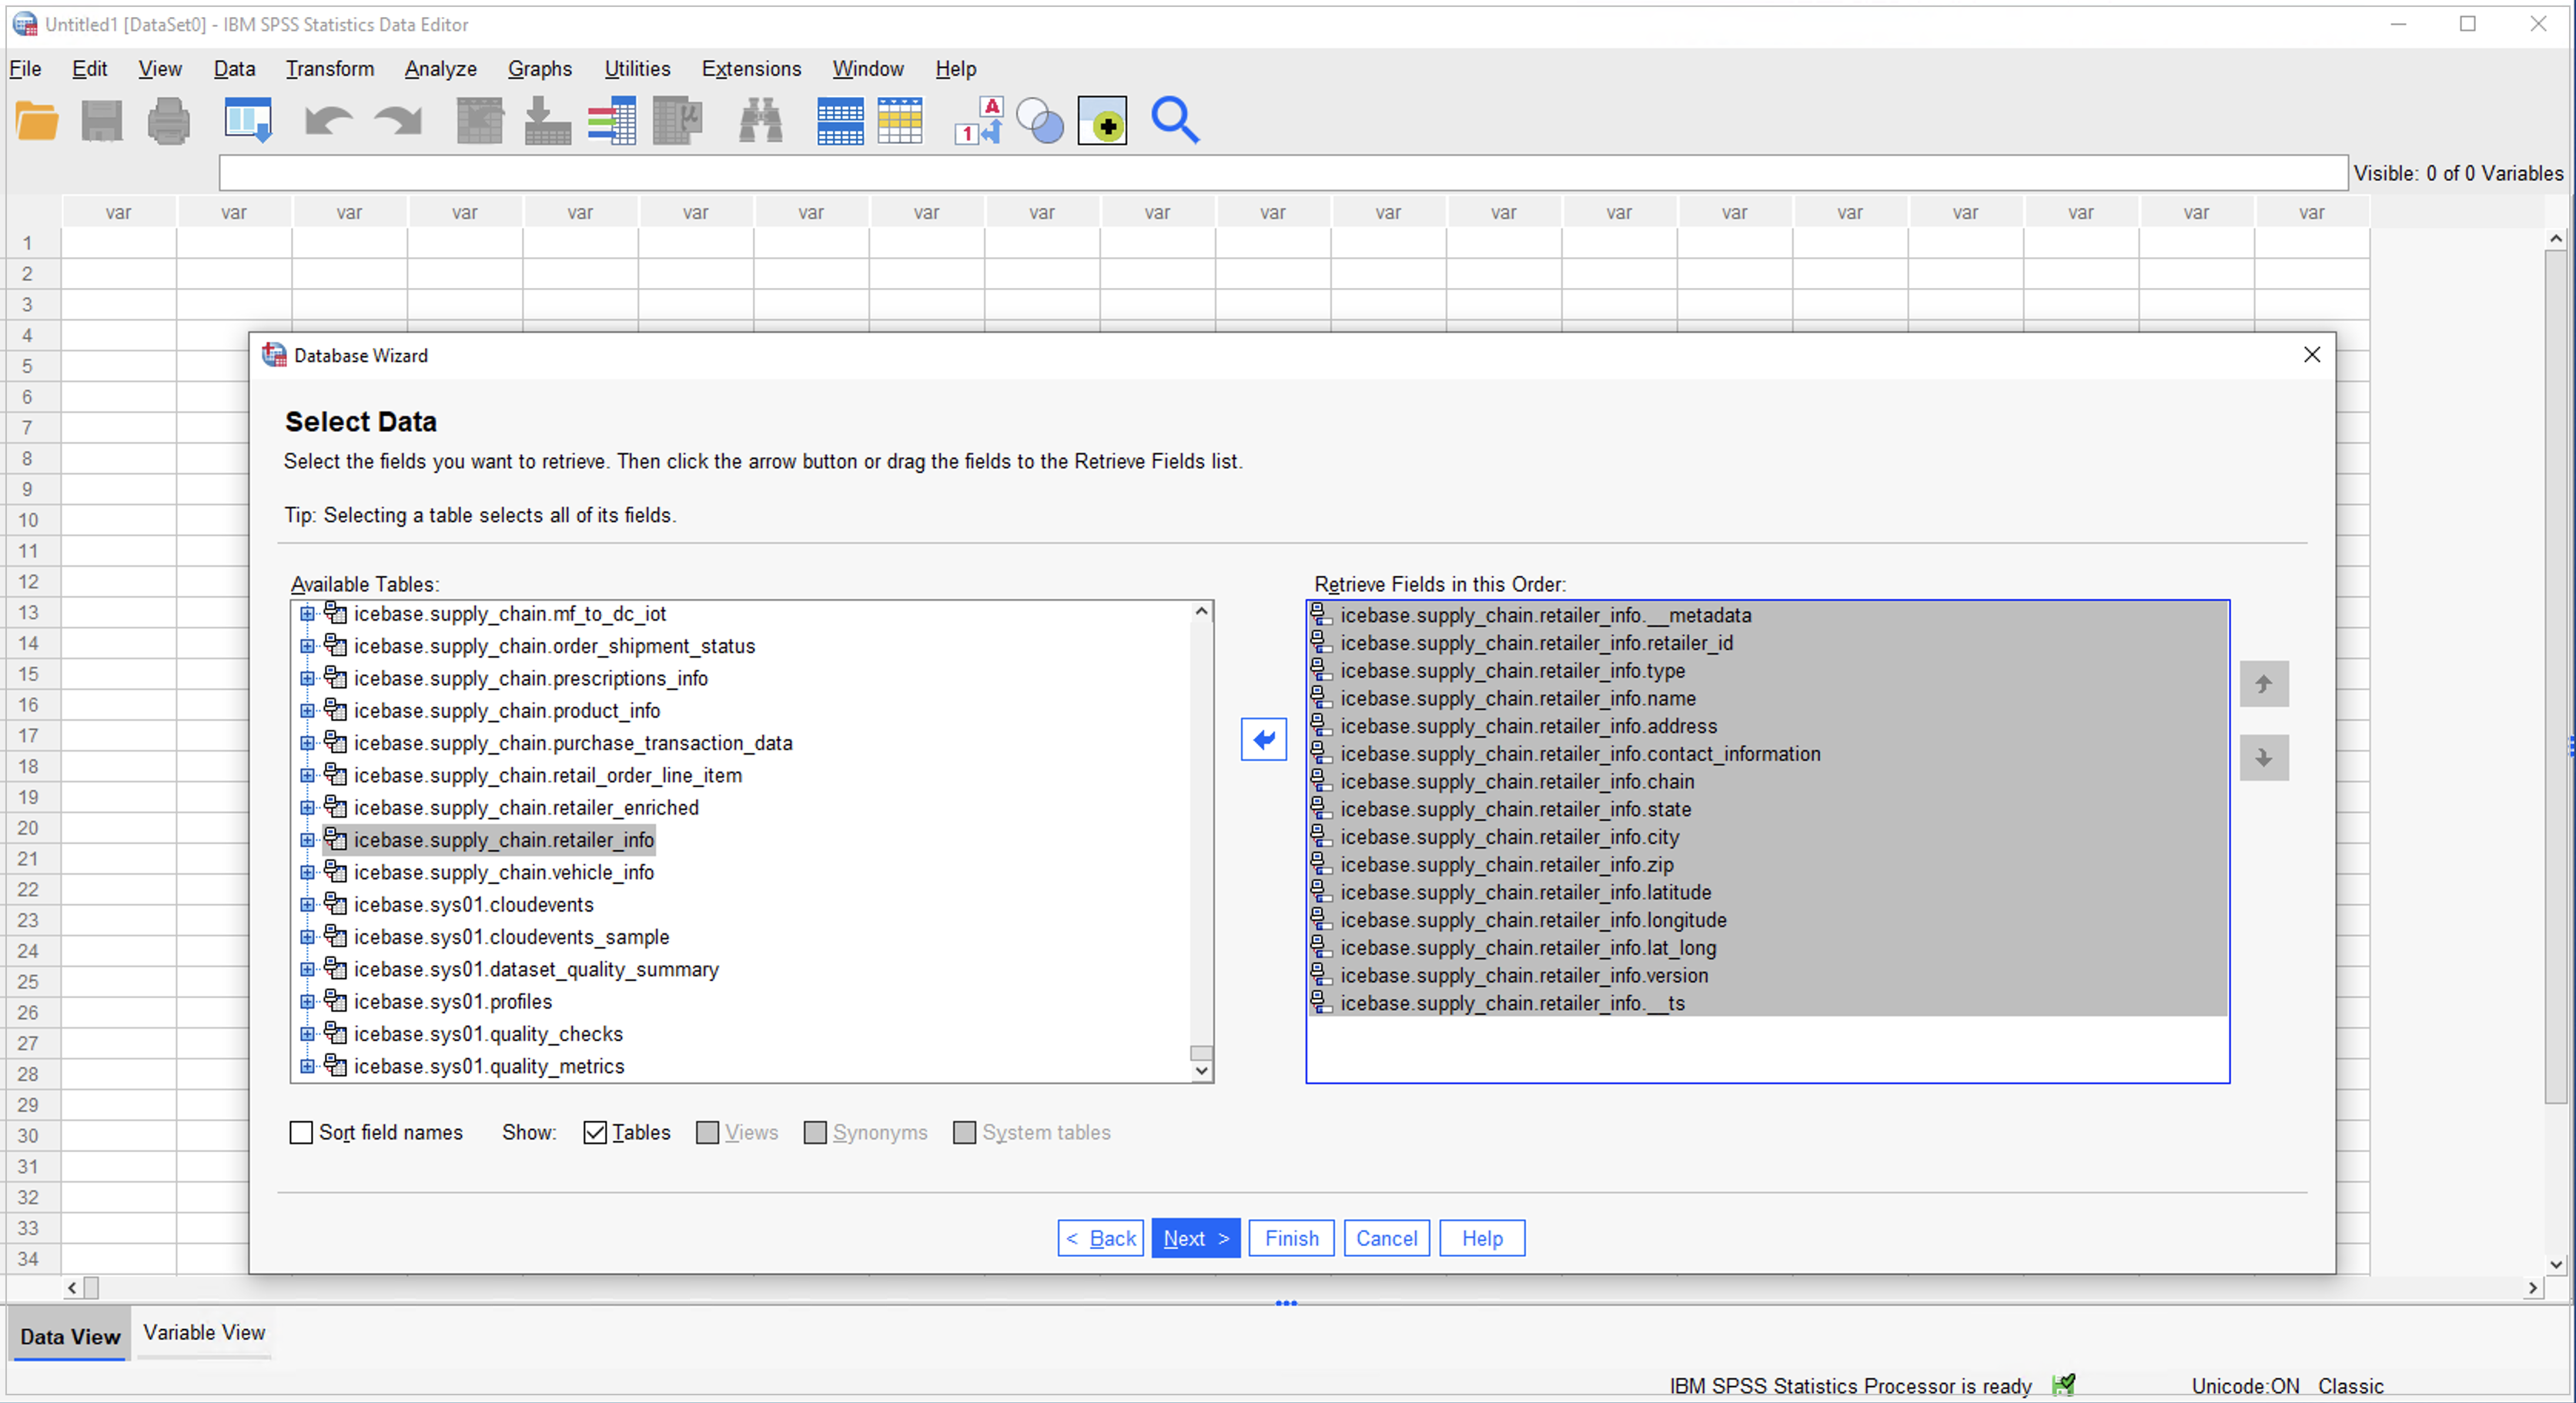 Untitled1 [DataSet0] - IBM SPSS Statistics Data Editor
File Edit View Data Transform Analyze Graphs Utilities Extensions Window Help
A
1
μ
Visible: 0 of 0 Variables
var var var var var var var var var var var var var var var var var var var var
1
2
3
4
5
6
7
8
9
10
11
12
13
14
15
16
17
18
19
20
21
22
23
24
25
26
27
28
29
30
31
32
33
34
Database Wizard
Select Data
Select the fields you want to retrieve. Then click the arrow button or drag the fields to the Retrieve Fields list.
Tip: Selecting a table selects all of its fields.
Available Tables:
icebase.supply_chain.mf_to_dc_iot
icebase.supply_chain.order_shipment_status
icebase.supply_chain.prescriptions_info
icebase.supply_chain.product_info
icebase.supply_chain.purchase_transaction_data
icebase.supply_chain.retail_order_line_item
icebase.supply_chain.retailer_enriched
icebase.supply_chain.retailer_info
icebase.supply_chain.vehicle_info
icebase.sys01.cloudevents
icebase.sys01.cloudevents_sample
icebase.sys01.dataset_quality_summary
icebase.sys01.profiles
icebase.sys01.quality_checks
icebase.sys01.quality_metrics
Retrieve Fields in this Order:
icebase.supply_chain.retailer_info.__metadata
icebase.supply_chain.retailer_info.retailer_id
icebase.supply_chain.retailer_info.type
icebase.supply_chain.retailer_info.name
icebase.supply_chain.retailer_info.address
icebase.supply_chain.retailer_info.contact_information
icebase.supply_chain.retailer_info.chain
icebase.supply_chain.retailer_info.state
icebase.supply_chain.retailer_info.city
icebase.supply_chain.retailer_info.zip
icebase.supply_chain.retailer_info.latitude
icebase.supply_chain.retailer_info.longitude
icebase.supply_chain.retailer_info.lat_long
icebase.supply_chain.retailer_info.version
icebase.supply_chain.retailer_info.__ts
Sort field names Show: Tables Views Synonyms System tables
< Back Next > Finish Cancel Help
Data View Variable View
IBM SPSS Statistics Processor is ready Unicode:ON Classic